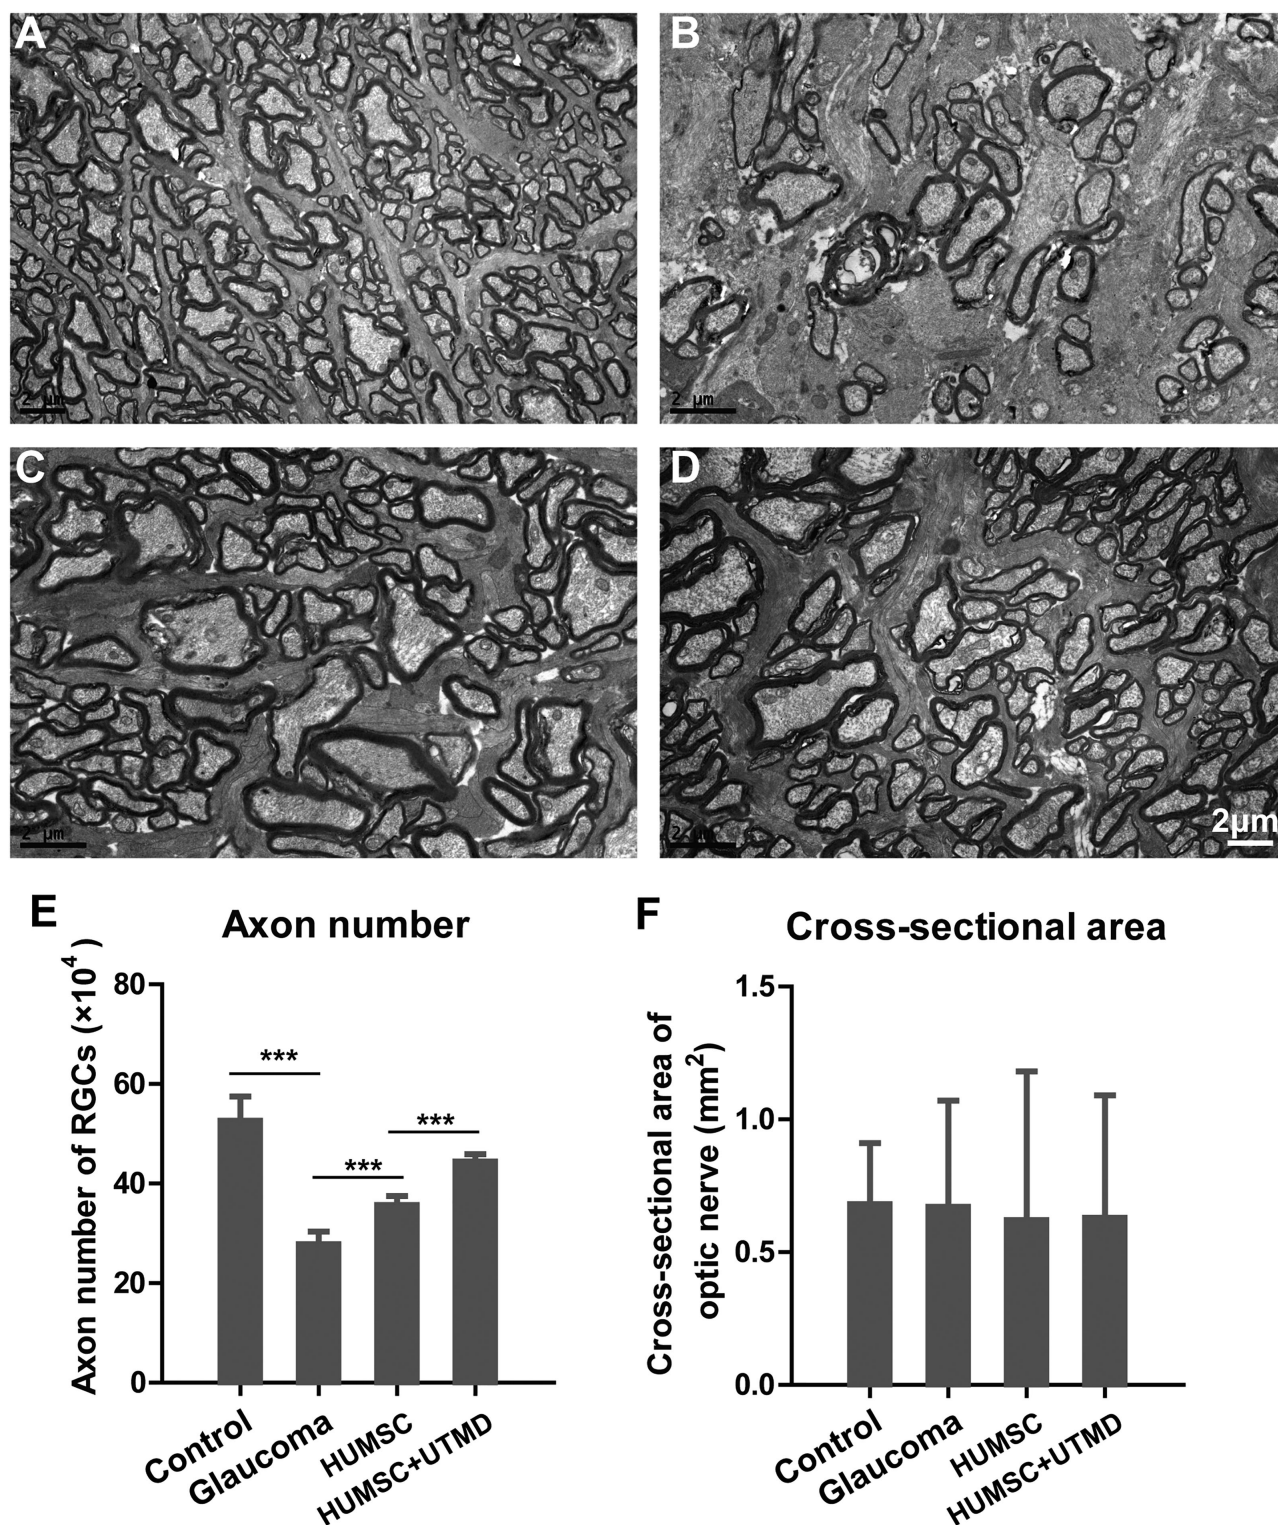 A
B
2 µm
2 µm
C
D
2 µm
2 µm
2µm
E
Axon number
Axon number of RGCs (×10⁴ )
80
60
40
20
0
***
***
***
Control
Glaucoma
HUMSC
HUMSC+UTMD
F
Cross-sectional area
Cross-sectional area of
optic nerve (mm²)
1.5
1.0
0.5
0.0
Control
Glaucoma
HUMSC
HUMSC+UTMD